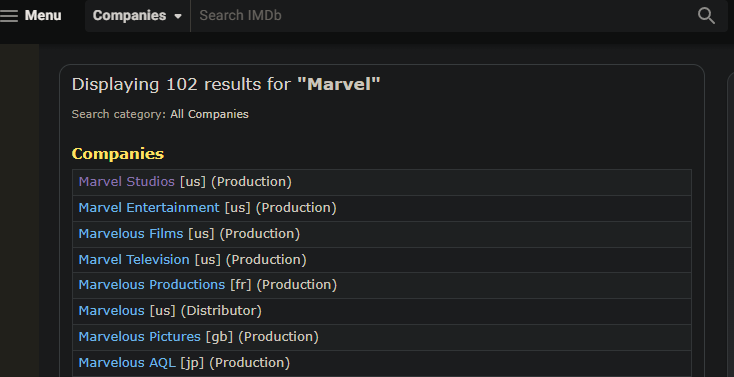 Menu Companies Search IMDb
Displaying 102 results for "Marvel"
Search category: All Companies
Companies
Marvel Studios [us] (Production)
Marvel Entertainment [us] (Production)
Marvelous Films [us] (Production)
Marvel Television [us] (Production)
Marvelous Productions [fr] (Production)
Marvelous [us] (Distributor)
Marvelous Pictures [gb] (Production)
Marvelous AQL [jp] (Production)